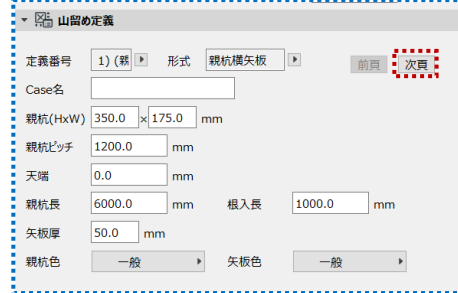 山留め定義
定義番号 1) (親 形式 親杭横矢板 前頁 次頁
Case名
親杭(HxW) 350.0 × 175.0 mm
親杭ピッチ 1200.0 mm
天端 0.0 mm
親杭長 6000.0 mm 根入長 1000.0 mm
矢板厚 50.0 mm
親杭色 一般 矢板色 一般